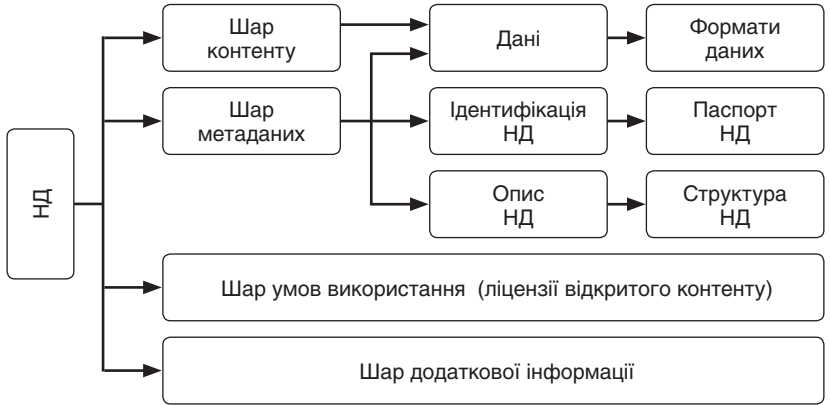 НД
Шар
контенту
Дані
Формати
даних
Шар
метаданих
Ідентифікація
НД
Паспорт
НД
Опис
НД
Структура
НД
Шар умов використання (ліцензії відкритого контенту)
Шар додаткової інформації